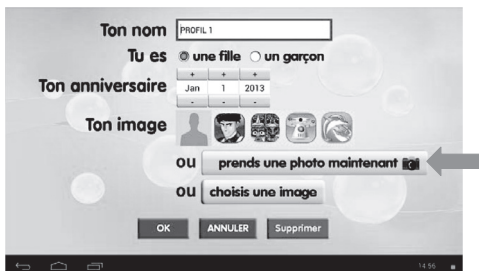 Ton nom PROFIL 1
Tu es une fille un garçon
Ton anniversaire
+ + +
Jan 1 2013
- - -
Ton image
ou prends une photo maintenant
ou choisis une image
OK ANNULER Supprimer
14:56